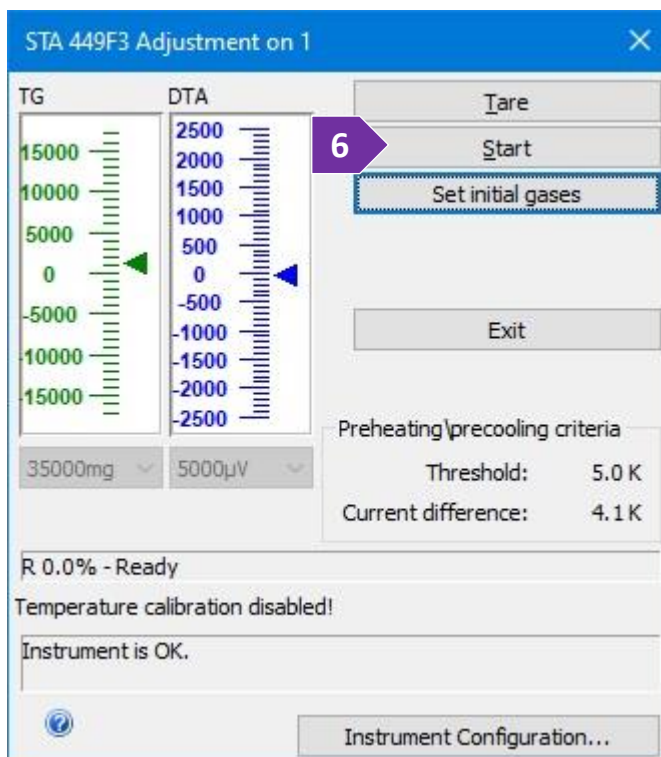 STA 449F3 Adjustment on 1
TG
DTA
15000
10000
5000
0
-5000
-10000
-15000
2500
2000
1500
1000
500
0
-500
-1000
-1500
-2000
-2500
35000mg
5000µV
Tare
6
Start
Set initial gases
Exit
Preheating\precooling criteria
Threshold: 5.0 K
Current difference: 4.1 K
R 0.0% - Ready
Temperature calibration disabled!
Instrument is OK.
?
Instrument Configuration...